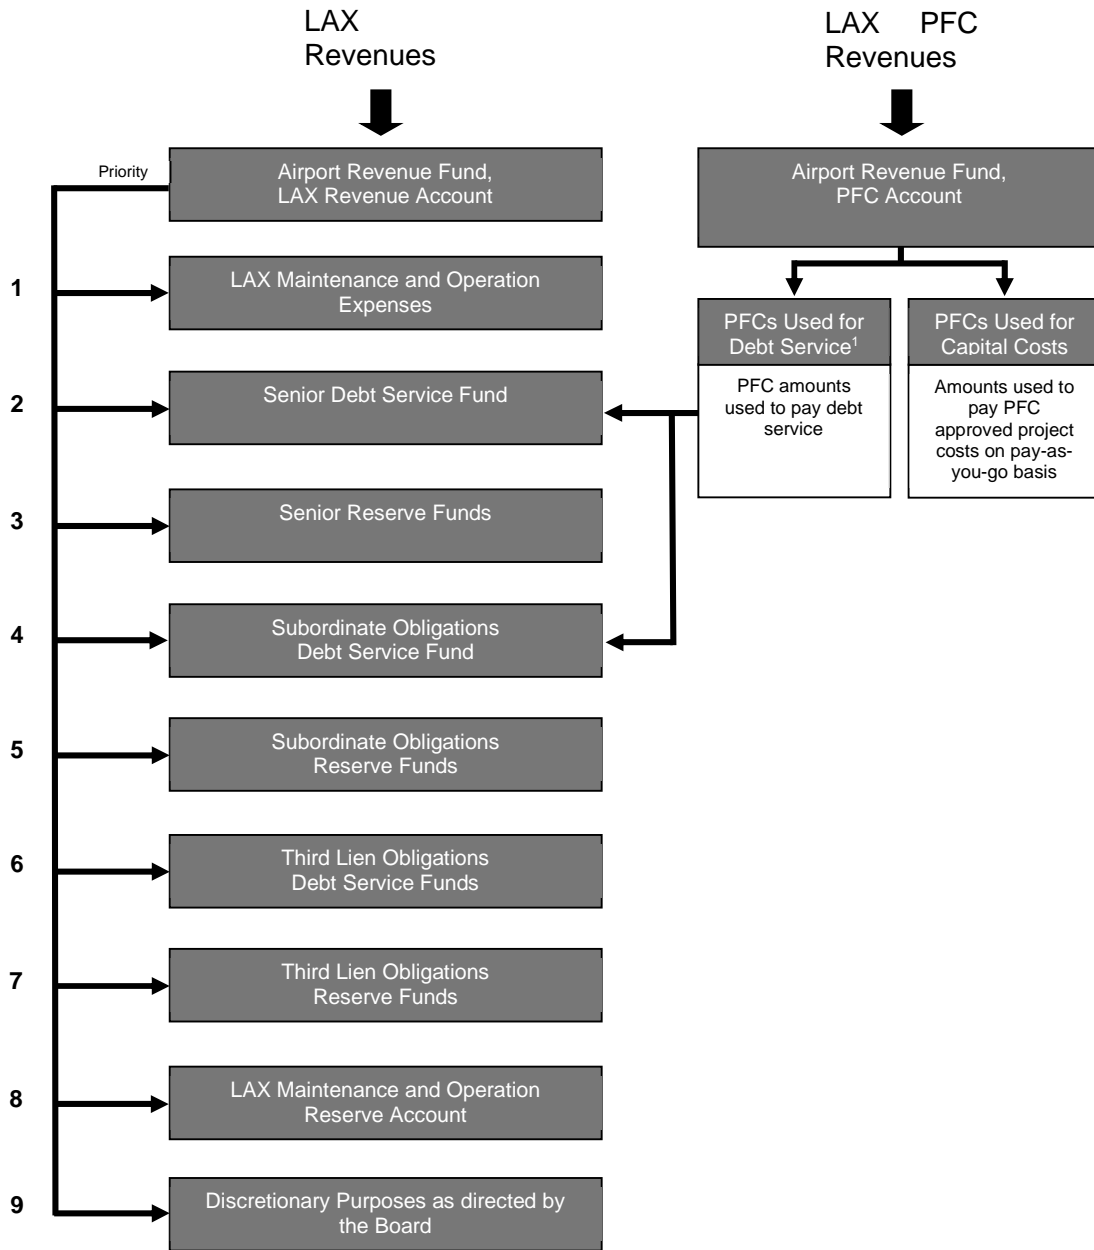 LAX
Revenues
LAX PFC
Revenues
Priority
Airport Revenue Fund,
LAX Revenue Account
Airport Revenue Fund,
PFC Account
1
LAX Maintenance and Operation
Expenses
PFCs Used for
Debt Service¹
PFC amounts
used to pay debt
service
PFCs Used for
Capital Costs
Amounts used to
pay PFC
approved project
costs on pay-as-
you-go basis
2
Senior Debt Service Fund
3
Senior Reserve Funds
4
Subordinate Obligations
Debt Service Fund
5
Subordinate Obligations
Reserve Funds
6
Third Lien Obligations
Debt Service Funds
7
Third Lien Obligations
Reserve Funds
8
LAX Maintenance and Operation
Reserve Account
9
Discretionary Purposes as directed by
the Board